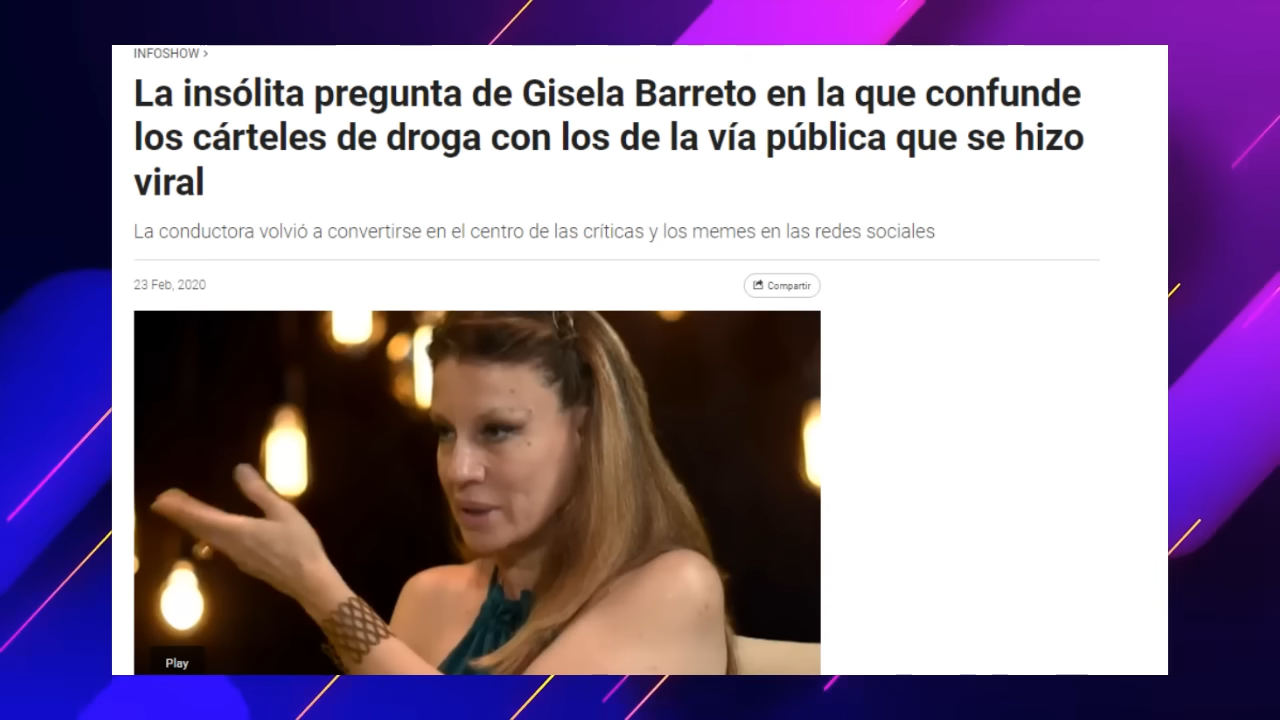 INFOSHOW >
La insólita pregunta de Gisela Barreto en la que confunde
los cárteles de droga con los de la vía pública que se hizo
viral
La conductora volvió a convertirse en el centro de las críticas y los memes en las redes sociales
23 Feb, 2020
Compartir
Play